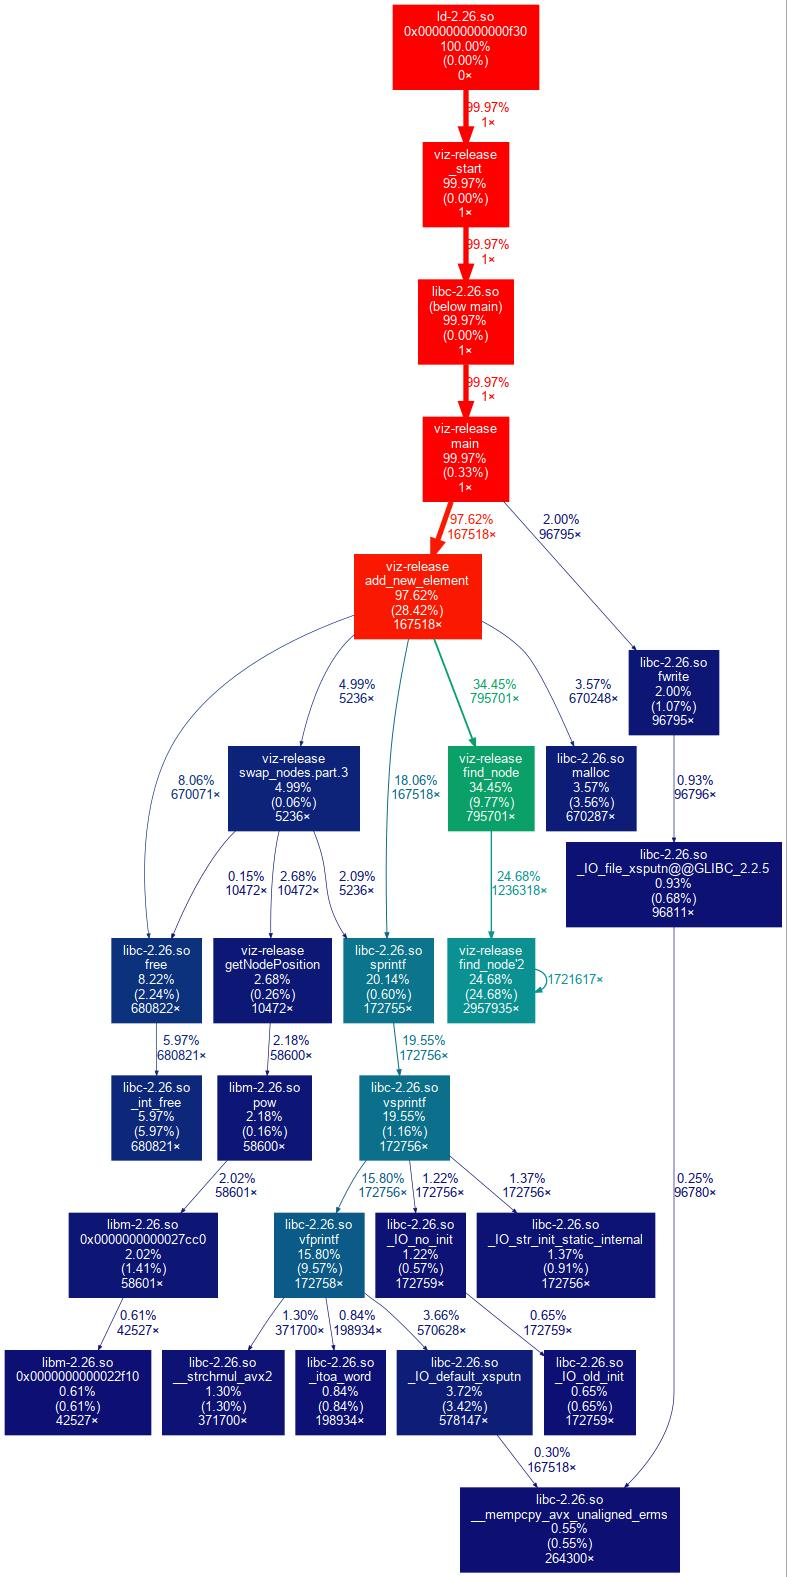 ld-2.26.so
0x0000000000000f30
100.00%
(0.00%)
0×
99.97%
1×
viz-release
_start
99.97%
(0.00%)
1×
99.97%
1×
libc-2.26.so
(below main)
99.97%
(0.00%)
1×
99.97%
1×
viz-release
main
99.97%
(0.33%)
1×
97.62%
167518×
2.00%
96795×
viz-release
add_new_element
97.62%
(28.42%)
167518×
libc-2.26.so
fwrite
2.00%
(1.07%)
96795×
8.06%
670071×
4.99%
5236×
18.06%
167518×
34.45%
795701×
3.57%
670248×
0.93%
96796×
viz-release
swap_nodes.part.3
4.99%
(0.06%)
5236×
viz-release
find_node
34.45%
(9.77%)
795701×
libc-2.26.so
malloc
3.57%
(3.56%)
670287×
libc-2.26.so
_IO_file_xsputn@@GLIBC_2.2.5
0.93%
(0.68%)
96811×
0.15%
10472×
2.68%
10472×
2.09%
5236×
24.68%
1236318×
libc-2.26.so
free
8.22%
(2.24%)
680822×
viz-release
getNodePosition
2.68%
(0.26%)
10472×
libc-2.26.so
sprintf
20.14%
(0.60%)
172755×
viz-release
find_node'2
24.68%
(24.68%)
2957935×
1721617×
5.97%
680821×
2.18%
58600×
19.55%
172756×
libc-2.26.so
_int_free
5.97%
(5.97%)
680821×
libm-2.26.so
pow
2.18%
(0.16%)
58600×
libc-2.26.so
vsprintf
19.55%
(1.16%)
172756×
2.02%
58601×
15.80%
172756×
1.22%
172756×
1.37%
172756×
0.25%
96780×
libm-2.26.so
0x0000000000027cc0
2.02%
(1.41%)
58601×
libc-2.26.so
vfprintf
15.80%
(9.57%)
172758×
libc-2.26.so
_IO_no_init
1.22%
(0.57%)
172759×
libc-2.26.so
_IO_str_init_static_internal
1.37%
(0.91%)
172756×
0.61%
42527×
1.30%
371700×
0.84%
198934×
3.66%
570628×
0.65%
172759×
libm-2.26.so
0x0000000000022f10
0.61%
(0.61%)
42527×
libc-2.26.so
__strchrnul_avx2
1.30%
(1.30%)
371700×
libc-2.26.so
_itoa_word
0.84%
(0.84%)
198934×
libc-2.26.so
_IO_default_xsputn
3.72%
(3.42%)
578147×
libc-2.26.so
_IO_old_init
0.65%
(0.65%)
172759×
0.30%
167518×
libc-2.26.so
__mempcpy_avx_unaligned_erms
0.55%
(0.55%)
264300×